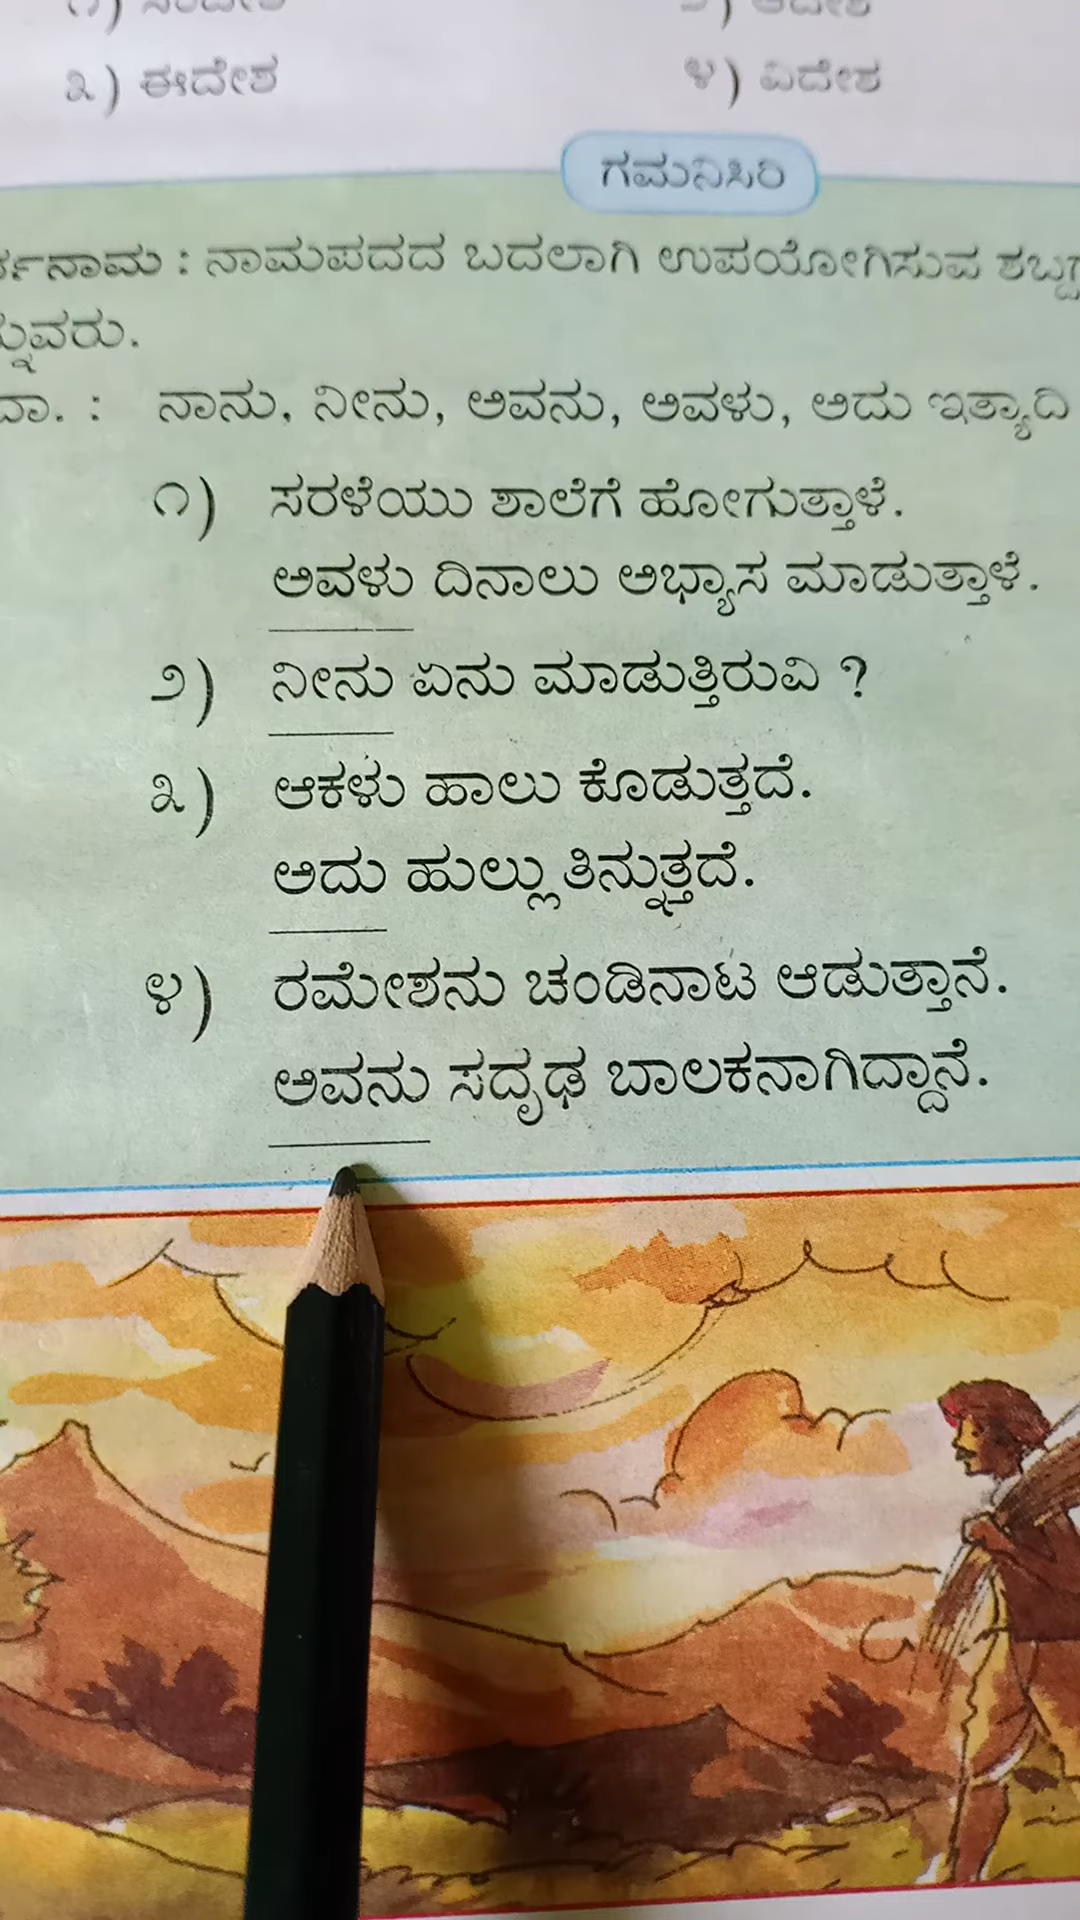 ೩) ಈದೇಶ ೪) ವಿದೇಶ
ಗಮನಿಸಿರಿ
ನಾಮಪದದ ಬದಲಾಗಿ ಉಪಯೋಗಿಸುವ
ದಾ. : ನಾನು, ನೀನು, ಅವನು, ಅವಳು, ಅದು ಇತ್ಯಾದಿ
೧) ಸರಳೆಯು ಶಾಲೆಗೆ ಹೋಗುತ್ತಾಳೆ.
ಅವಳು ದಿನಾಲು ಅಭ್ಯಾಸ ಮಾಡುತ್ತಾಳೆ.
೨) ನೀನು ಏನು ಮಾಡುತ್ತಿರುವಿ ?
೩) ಆಕಳು ಹಾಲು ಕೊಡುತ್ತದೆ.
ಅದು ಹುಲ್ಲು ತಿನ್ನುತ್ತದೆ.
೪) ರಮೇಶನು ಚಂಡಿನಾಟ ಆಡುತ್ತಾನೆ.
ಅವನು ಸದೃಢ ಬಾಲಕನಾಗಿದ್ದಾನೆ.